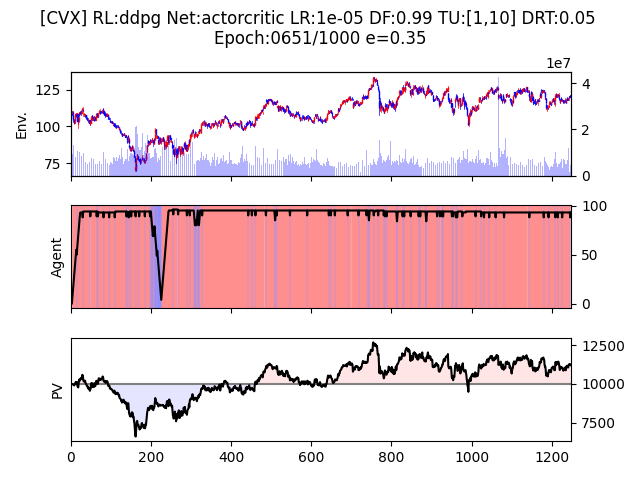 [CVX] RL:ddpg Net:actorcritic LR:1e-05 DF:0.99 TU:[1,10] DRT:0.05
Epoch:0651/1000 e=0.35
1e7
125
100
75
Env.
4
2
0
Agent
100
50
0
PV
12500
10000
7500
0 200 400 600 800 1000 1200